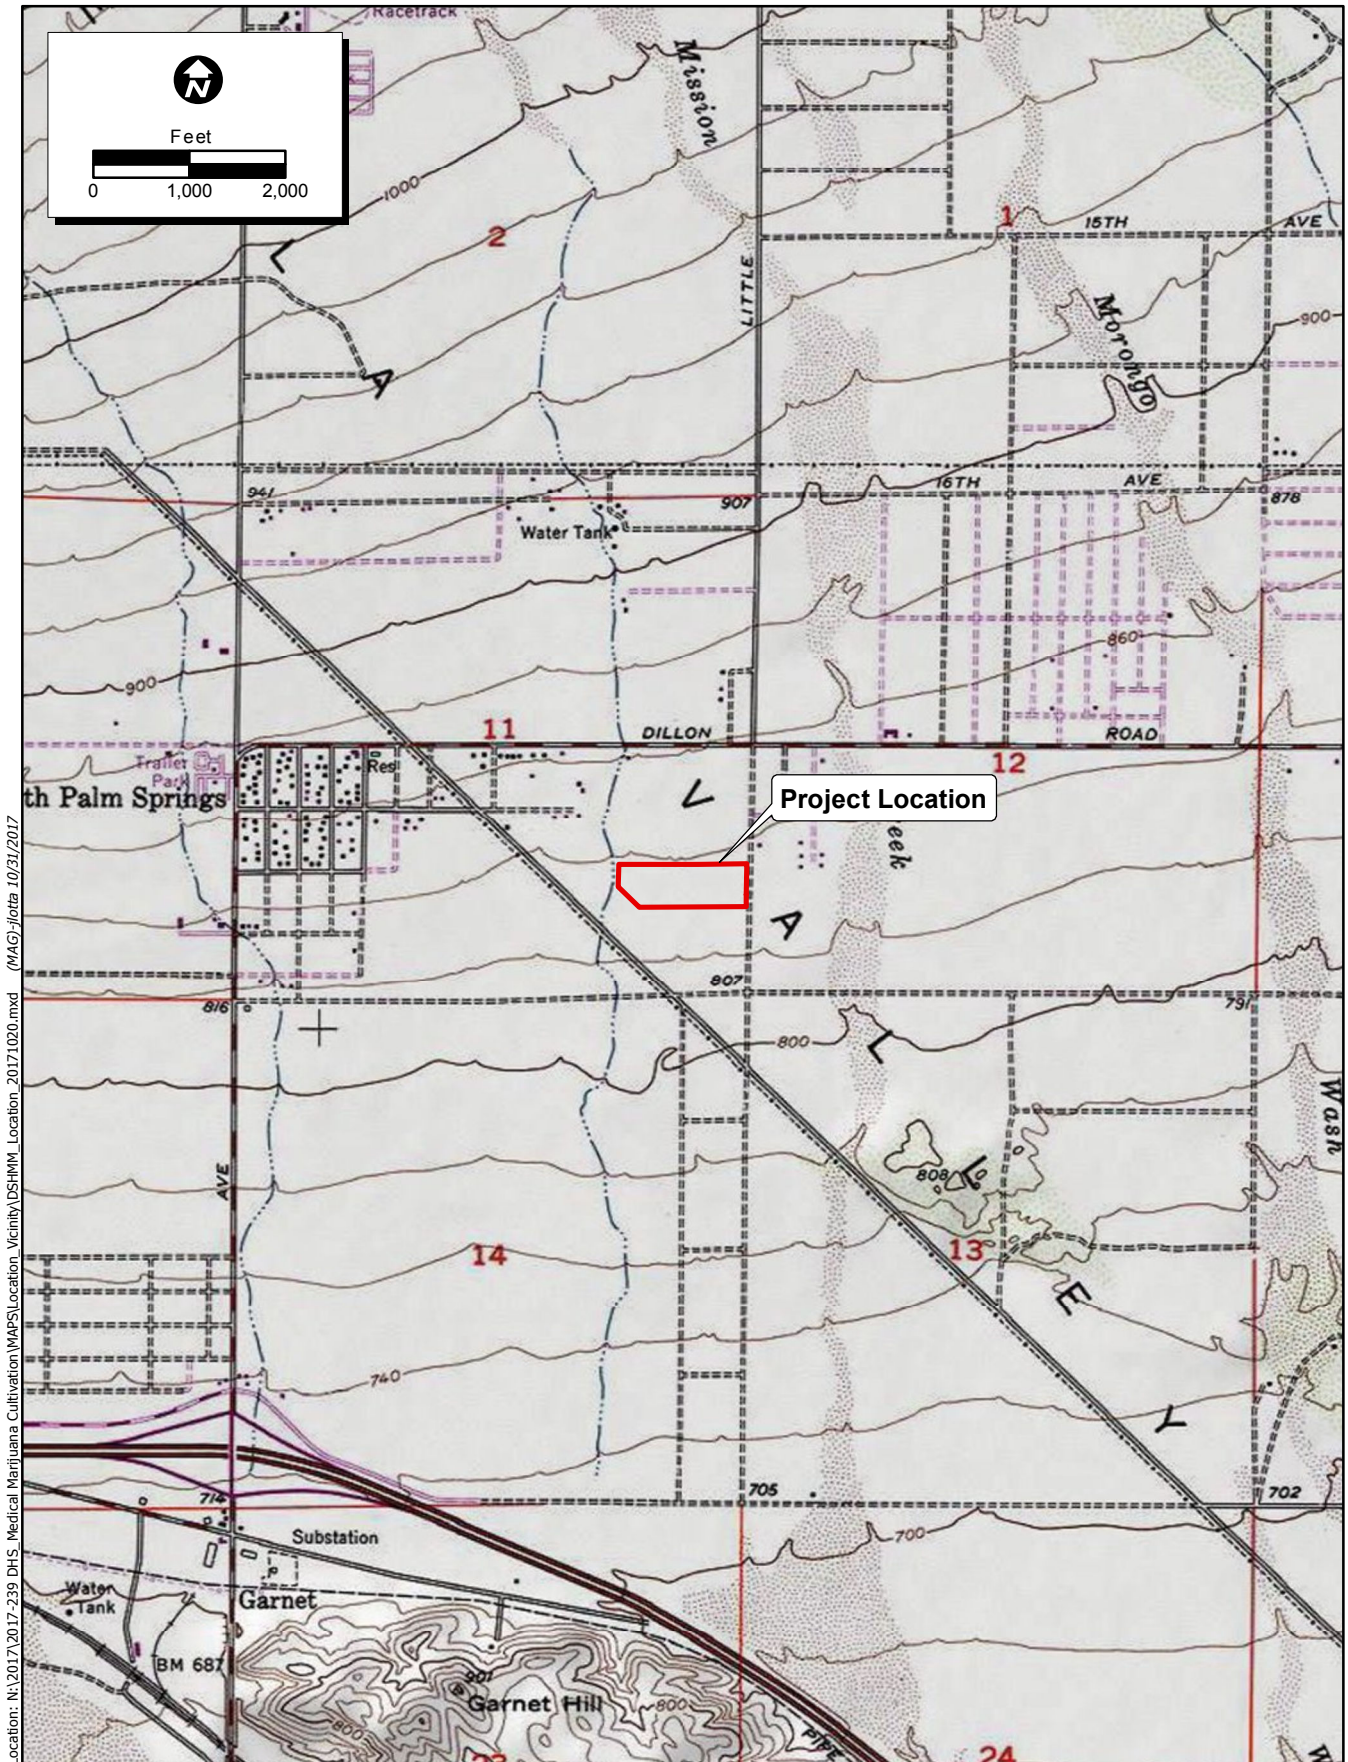 Racetrack
N
Feet
0 1,000 2,000
Mission
1000
L
2
1
15TH AVE
LITTLE
Morongo
900
A
941
907
16TH AVE
878
Water Tank
860
900
11
DILLON
ROAD
12
Trailer
Park
Res
th Palm Springs
V
Project Location
eek
A
807
791
816
800
L
Wash
AVE
L
808
14
13
E
740
Y
714
705
702
Substation
700
Water
Tank
Garnet
BM 687
901
Garnet Hill
800
800
PIPE
23
24
W
ocation: N:\2017\2017-239 DHS_Medical Marijuana Cultivation\MAPS\Location_Vicinity\DSHMM_Location_20171020.mxd (MAG)-jlotta 10/31/2017